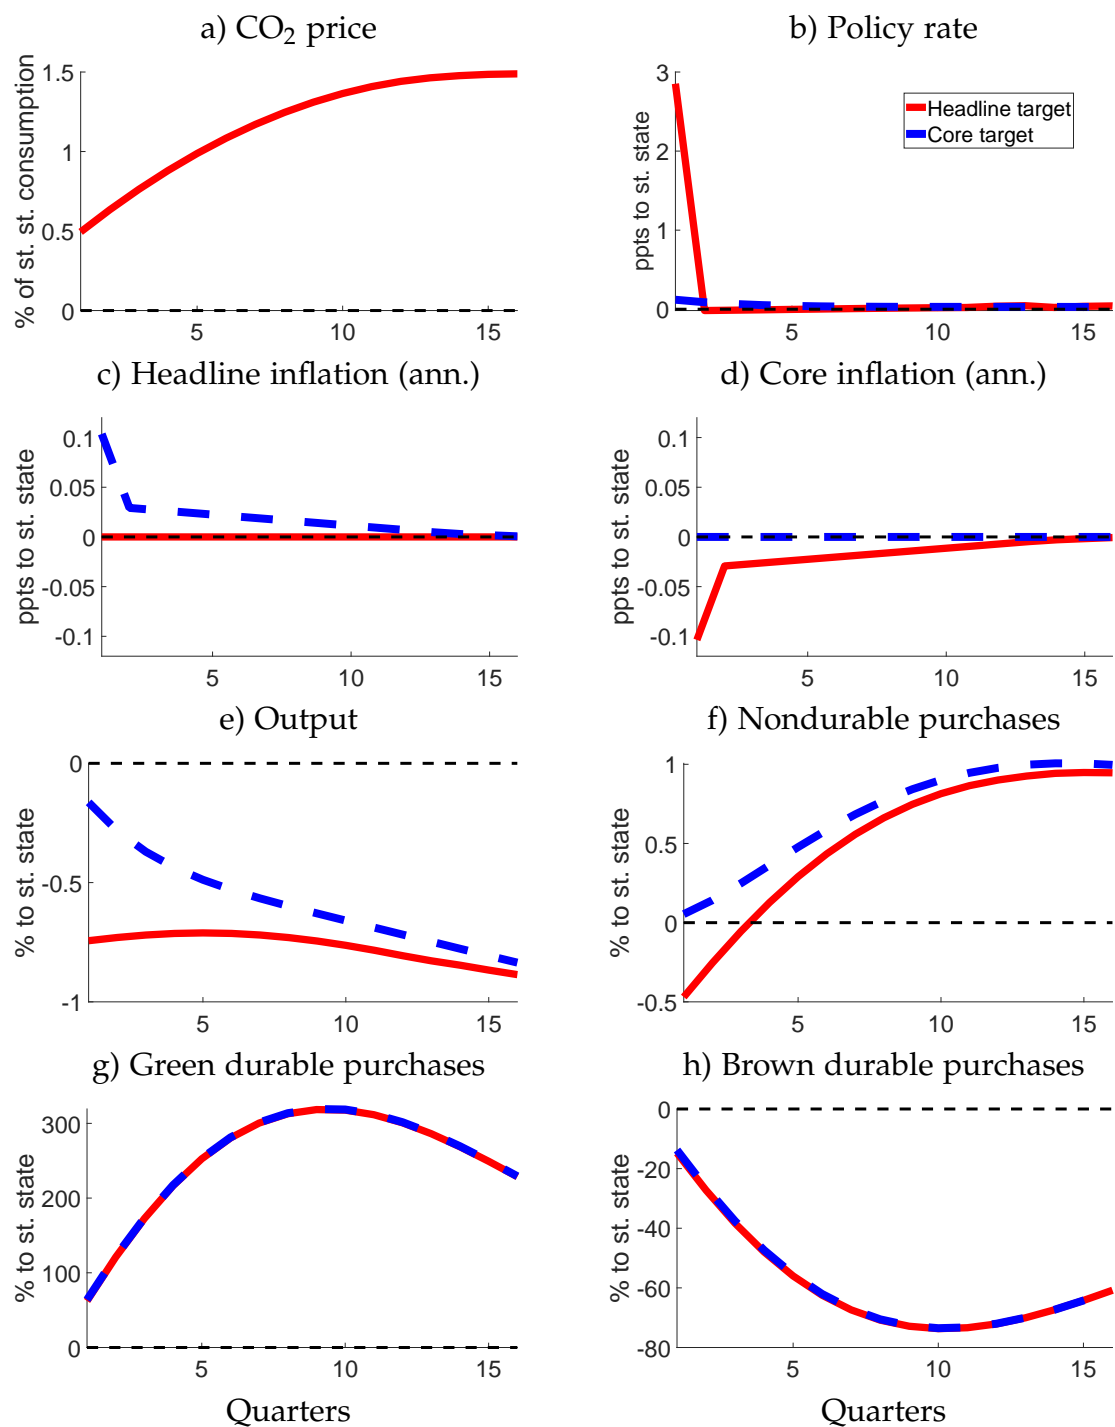 a) CO2 price
% of st. st. consumption
1.5
1
0.5
0
5
10
15
b) Policy rate
ppts to st. state
3
2
1
0
5
10
15
Headline target
Core target
c) Headline inflation (ann.)
ppts to st. state
0.1
0.05
0
-0.05
-0.1
5
10
15
d) Core inflation (ann.)
ppts to st. state
0.1
0.05
0
-0.05
-0.1
5
10
15
e) Output
% to st. state
0
-0.5
-1
5
10
15
f) Nondurable purchases
% to st. state
1
0.5
0
-0.5
5
10
15
g) Green durable purchases
% to st. state
300
200
100
0
5
10
15
Quarters
h) Brown durable purchases
% to st. state
0
-20
-40
-60
-80
5
10
15
Quarters